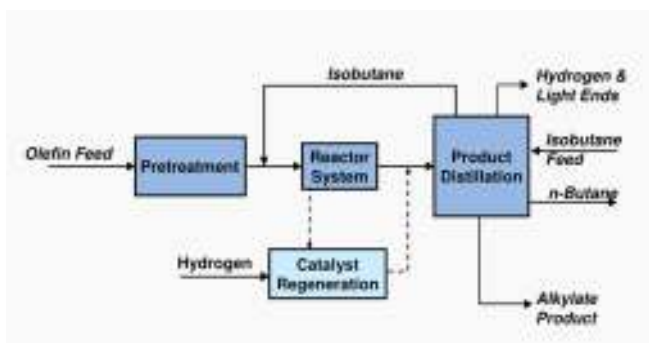 Isobutane
Hydrogen &
Light Ends
Olefin Feed
Pretreatment
Reactor
System
Product
Distillation
Isobutane
Feed
n-Butane
Hydrogen
Catalyst
Regeneration
Alkylate
Product